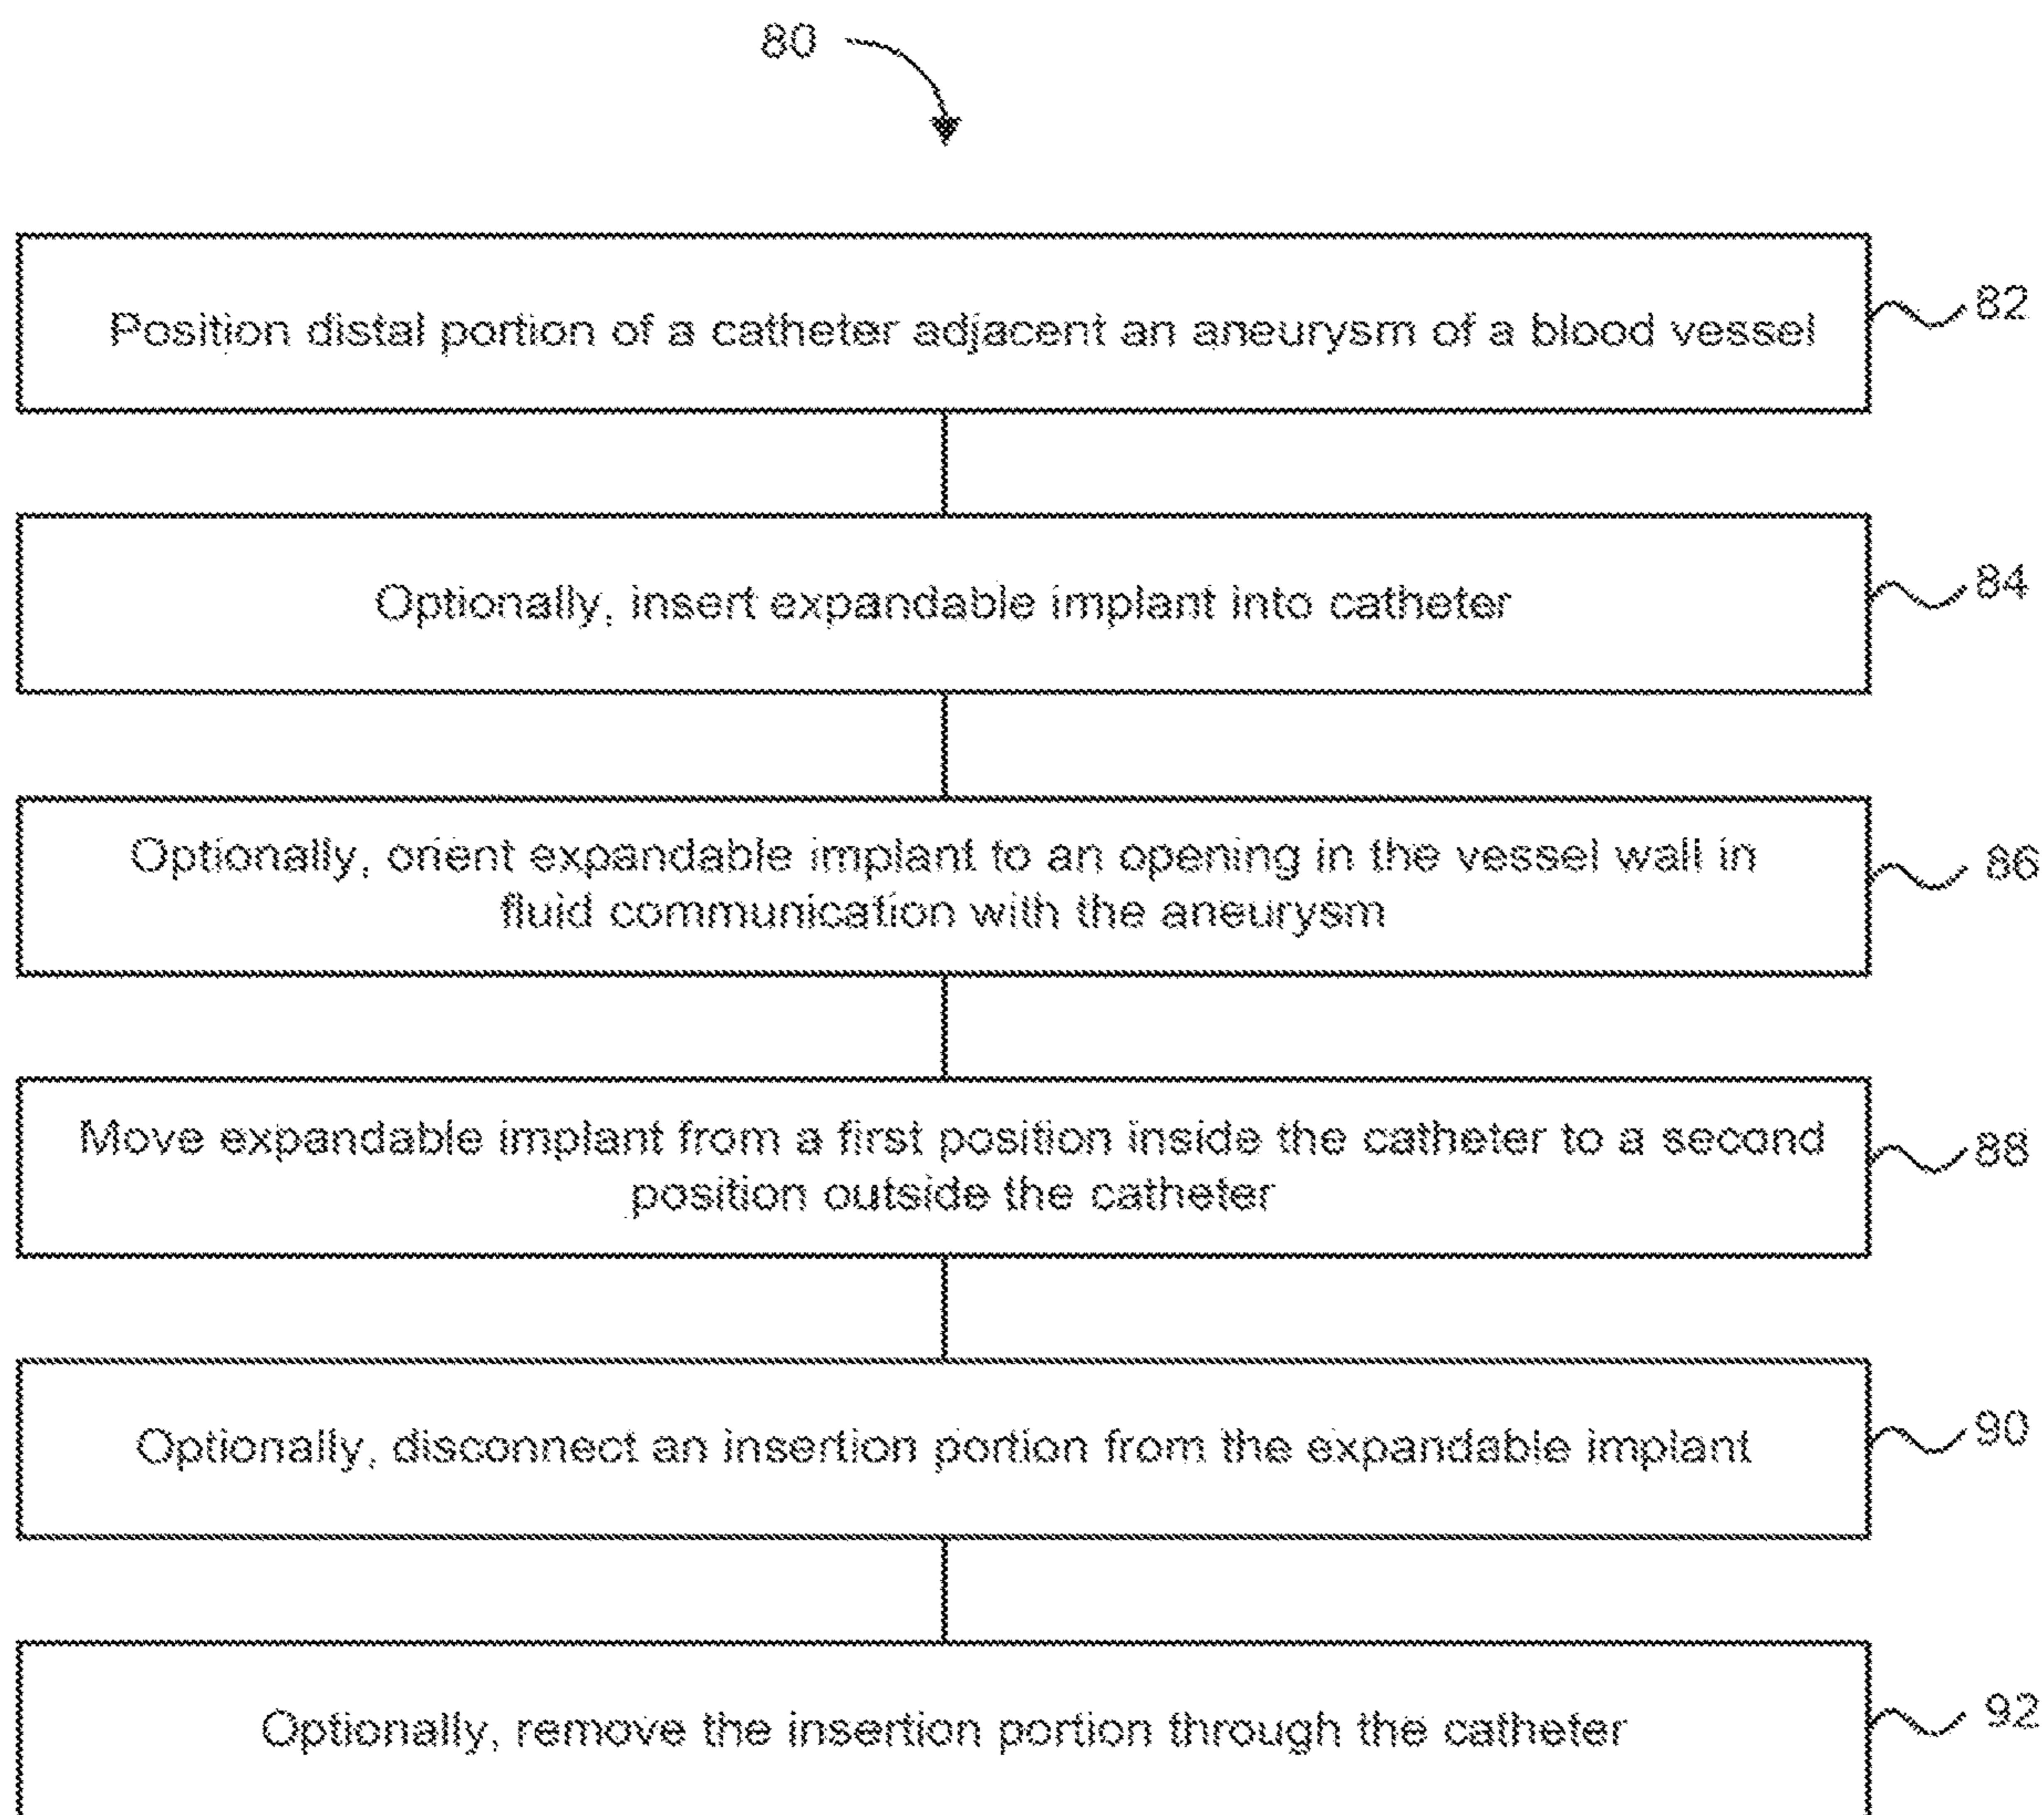 80
Position distal portion of a catheter adjacent an aneurysm of a blood vessel
82
Optionally, insert expandable implant into catheter
84
Optionally, orient expandable implant to an opening in the vessel wall in
fluid communication with the aneurysm
86
Move expandable implant from a first position inside the catheter to a second
position outside the catheter
88
Optionally, disconnect an insertion portion from the expandable implant
90
Optionally, remove the insertion portion through the catheter
92